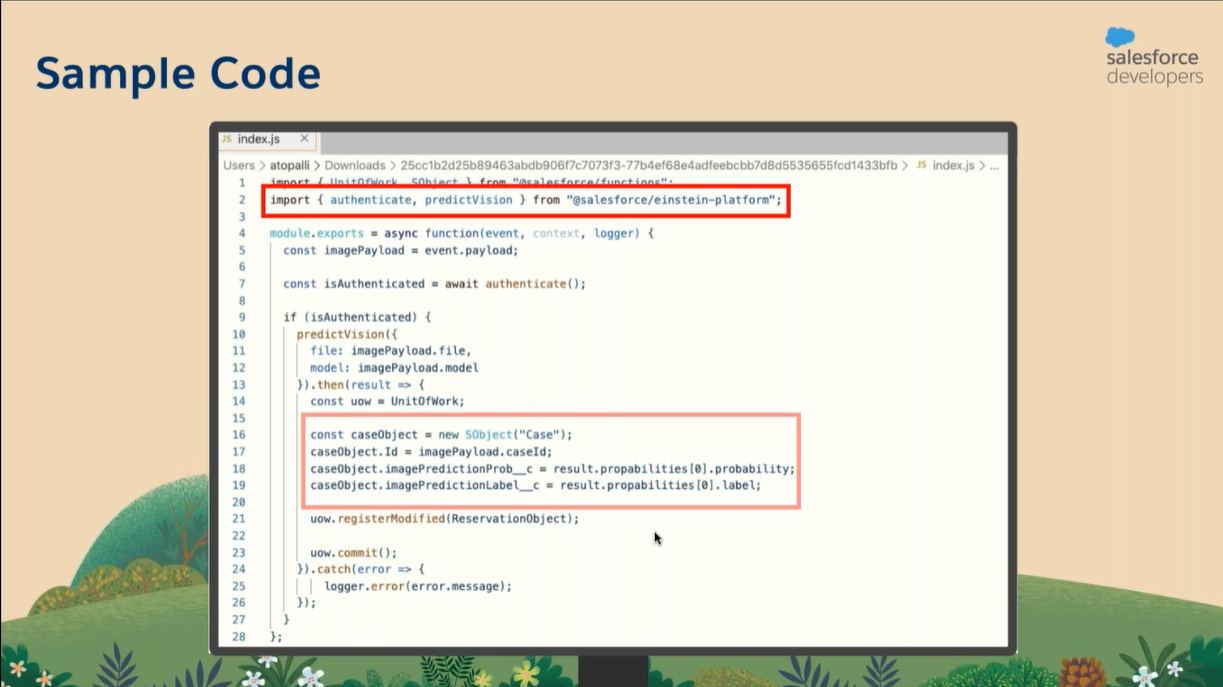 Sample Code
salesforce
developers
JS index.js ×
Users > atopalli > Downloads > 25cc1b2d25b89463abdb906f7c7073f3-77b4ef68e4adfeebcbb7d8d5535655fcd1433bfb > JS index.js > ...
1 import { UnitOfWork, SObject } from "@salesforce/functions";
2 import { authenticate, predictVision } from "@salesforce/einstein-platform";
3
4 module.exports = async function(event, context, logger) {
5 const imagePayload = event.payload;
6
7 const isAuthenticated = await authenticate();
8
9 if (isAuthenticated) {
10 predictVision({
11 file: imagePayload.file,
12 model: imagePayload.model
13 }).then(result => {
14 const uow = UnitOfWork;
15
16 const caseObject = new SObject("Case");
17 caseObject.Id = imagePayload.caseId;
18 caseObject.imagePredictionProb__c = result.propabilities[0].probability;
19 caseObject.imagePredictionLabel__c = result.propabilities[0].label;
20
21 uow.registerModified(ReservationObject);
22
23 uow.commit();
24 }).catch(error => {
25 logger.error(error.message);
26 });
27 }
28 };